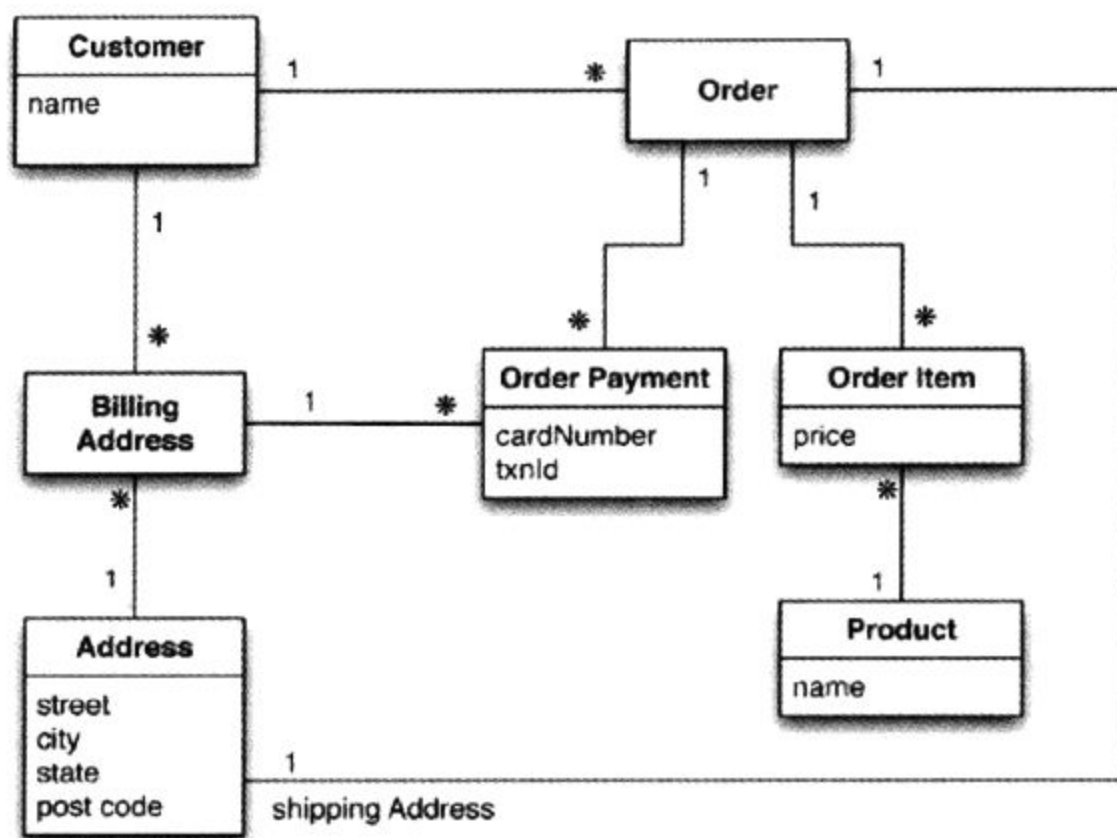 Customer
name
1
*
Order
1
1
*
1
*
1
*
Billing
Address
1
*
Order Payment
cardNumber
txnId
Order Item
price
*
1
*
1
Address
street
city
state
post code
Product
name
1
shipping Address